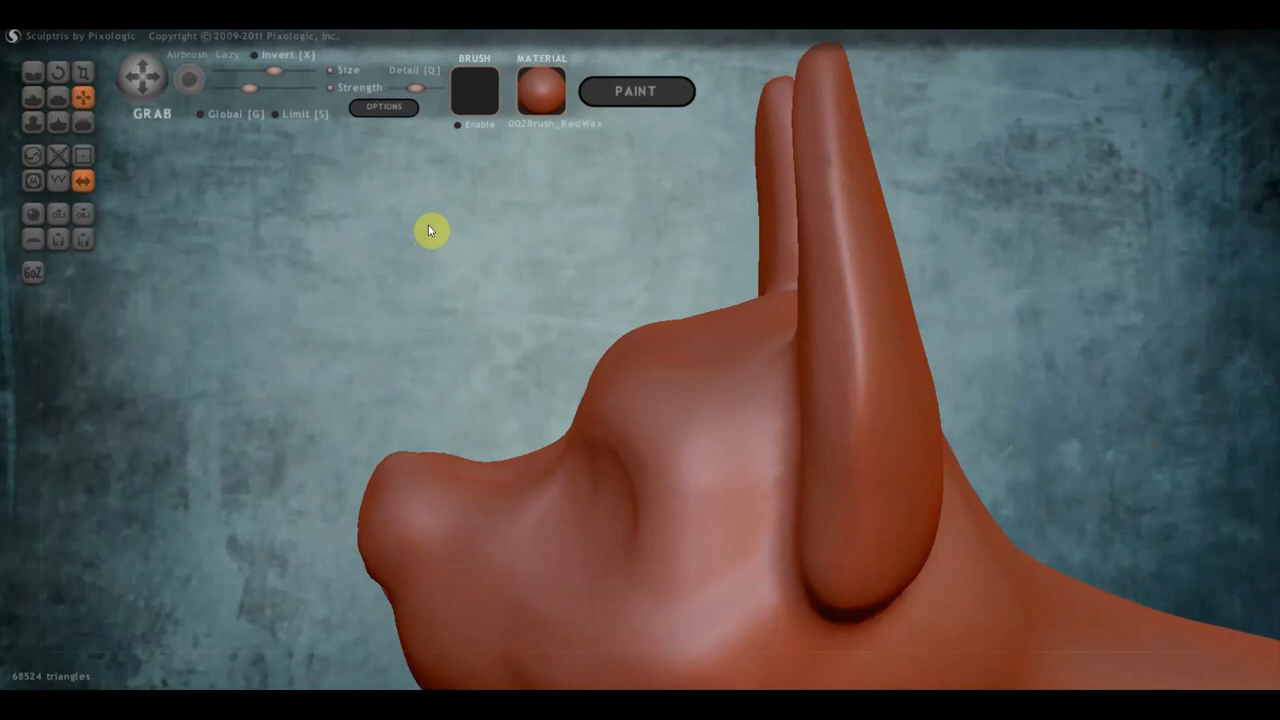 Sculptris by Pixologic Copyright © 2009-2011 Pixologic, Inc.
Airbrush Lazy Invert [X]
Size Detail [Q]
Strength
OPTIONS
GRAB Global [G] Limit [S]
BRUSH
Enable
MATERIAL
00ZBrush_RedWax
PAINT
GoZ
68524 triangles